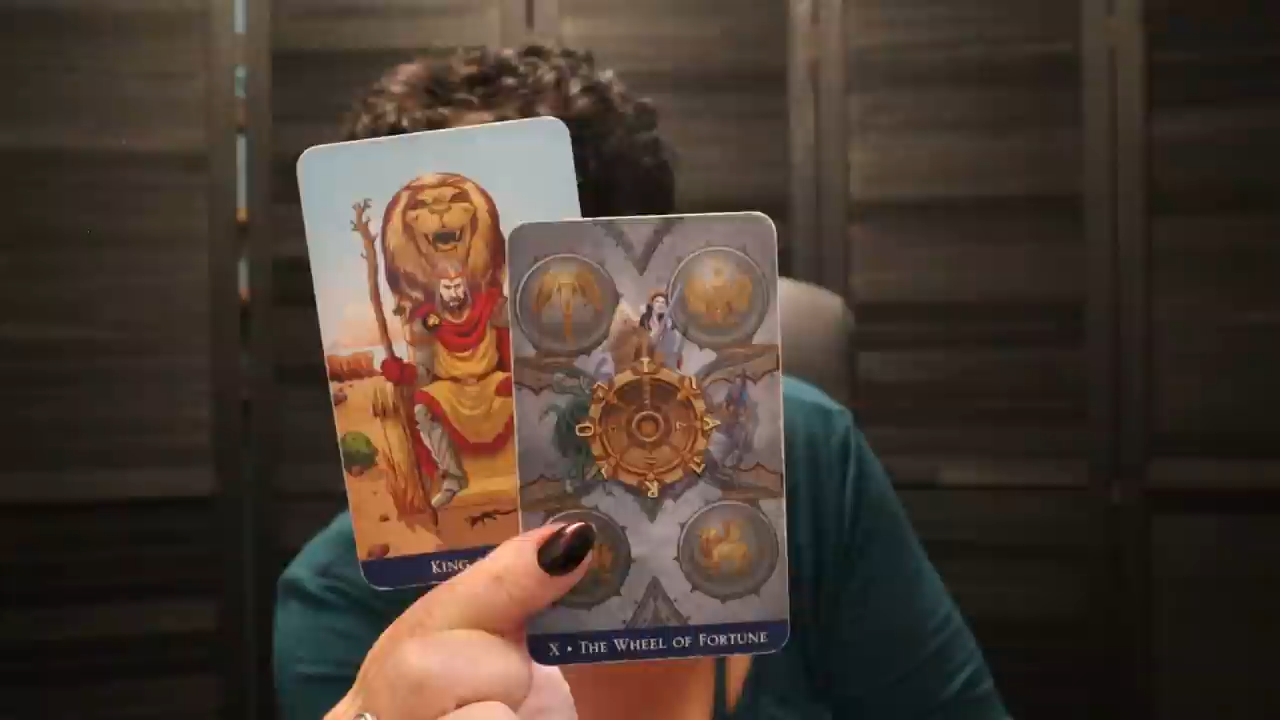 KING
X • THE WHEEL OF FORTUNE